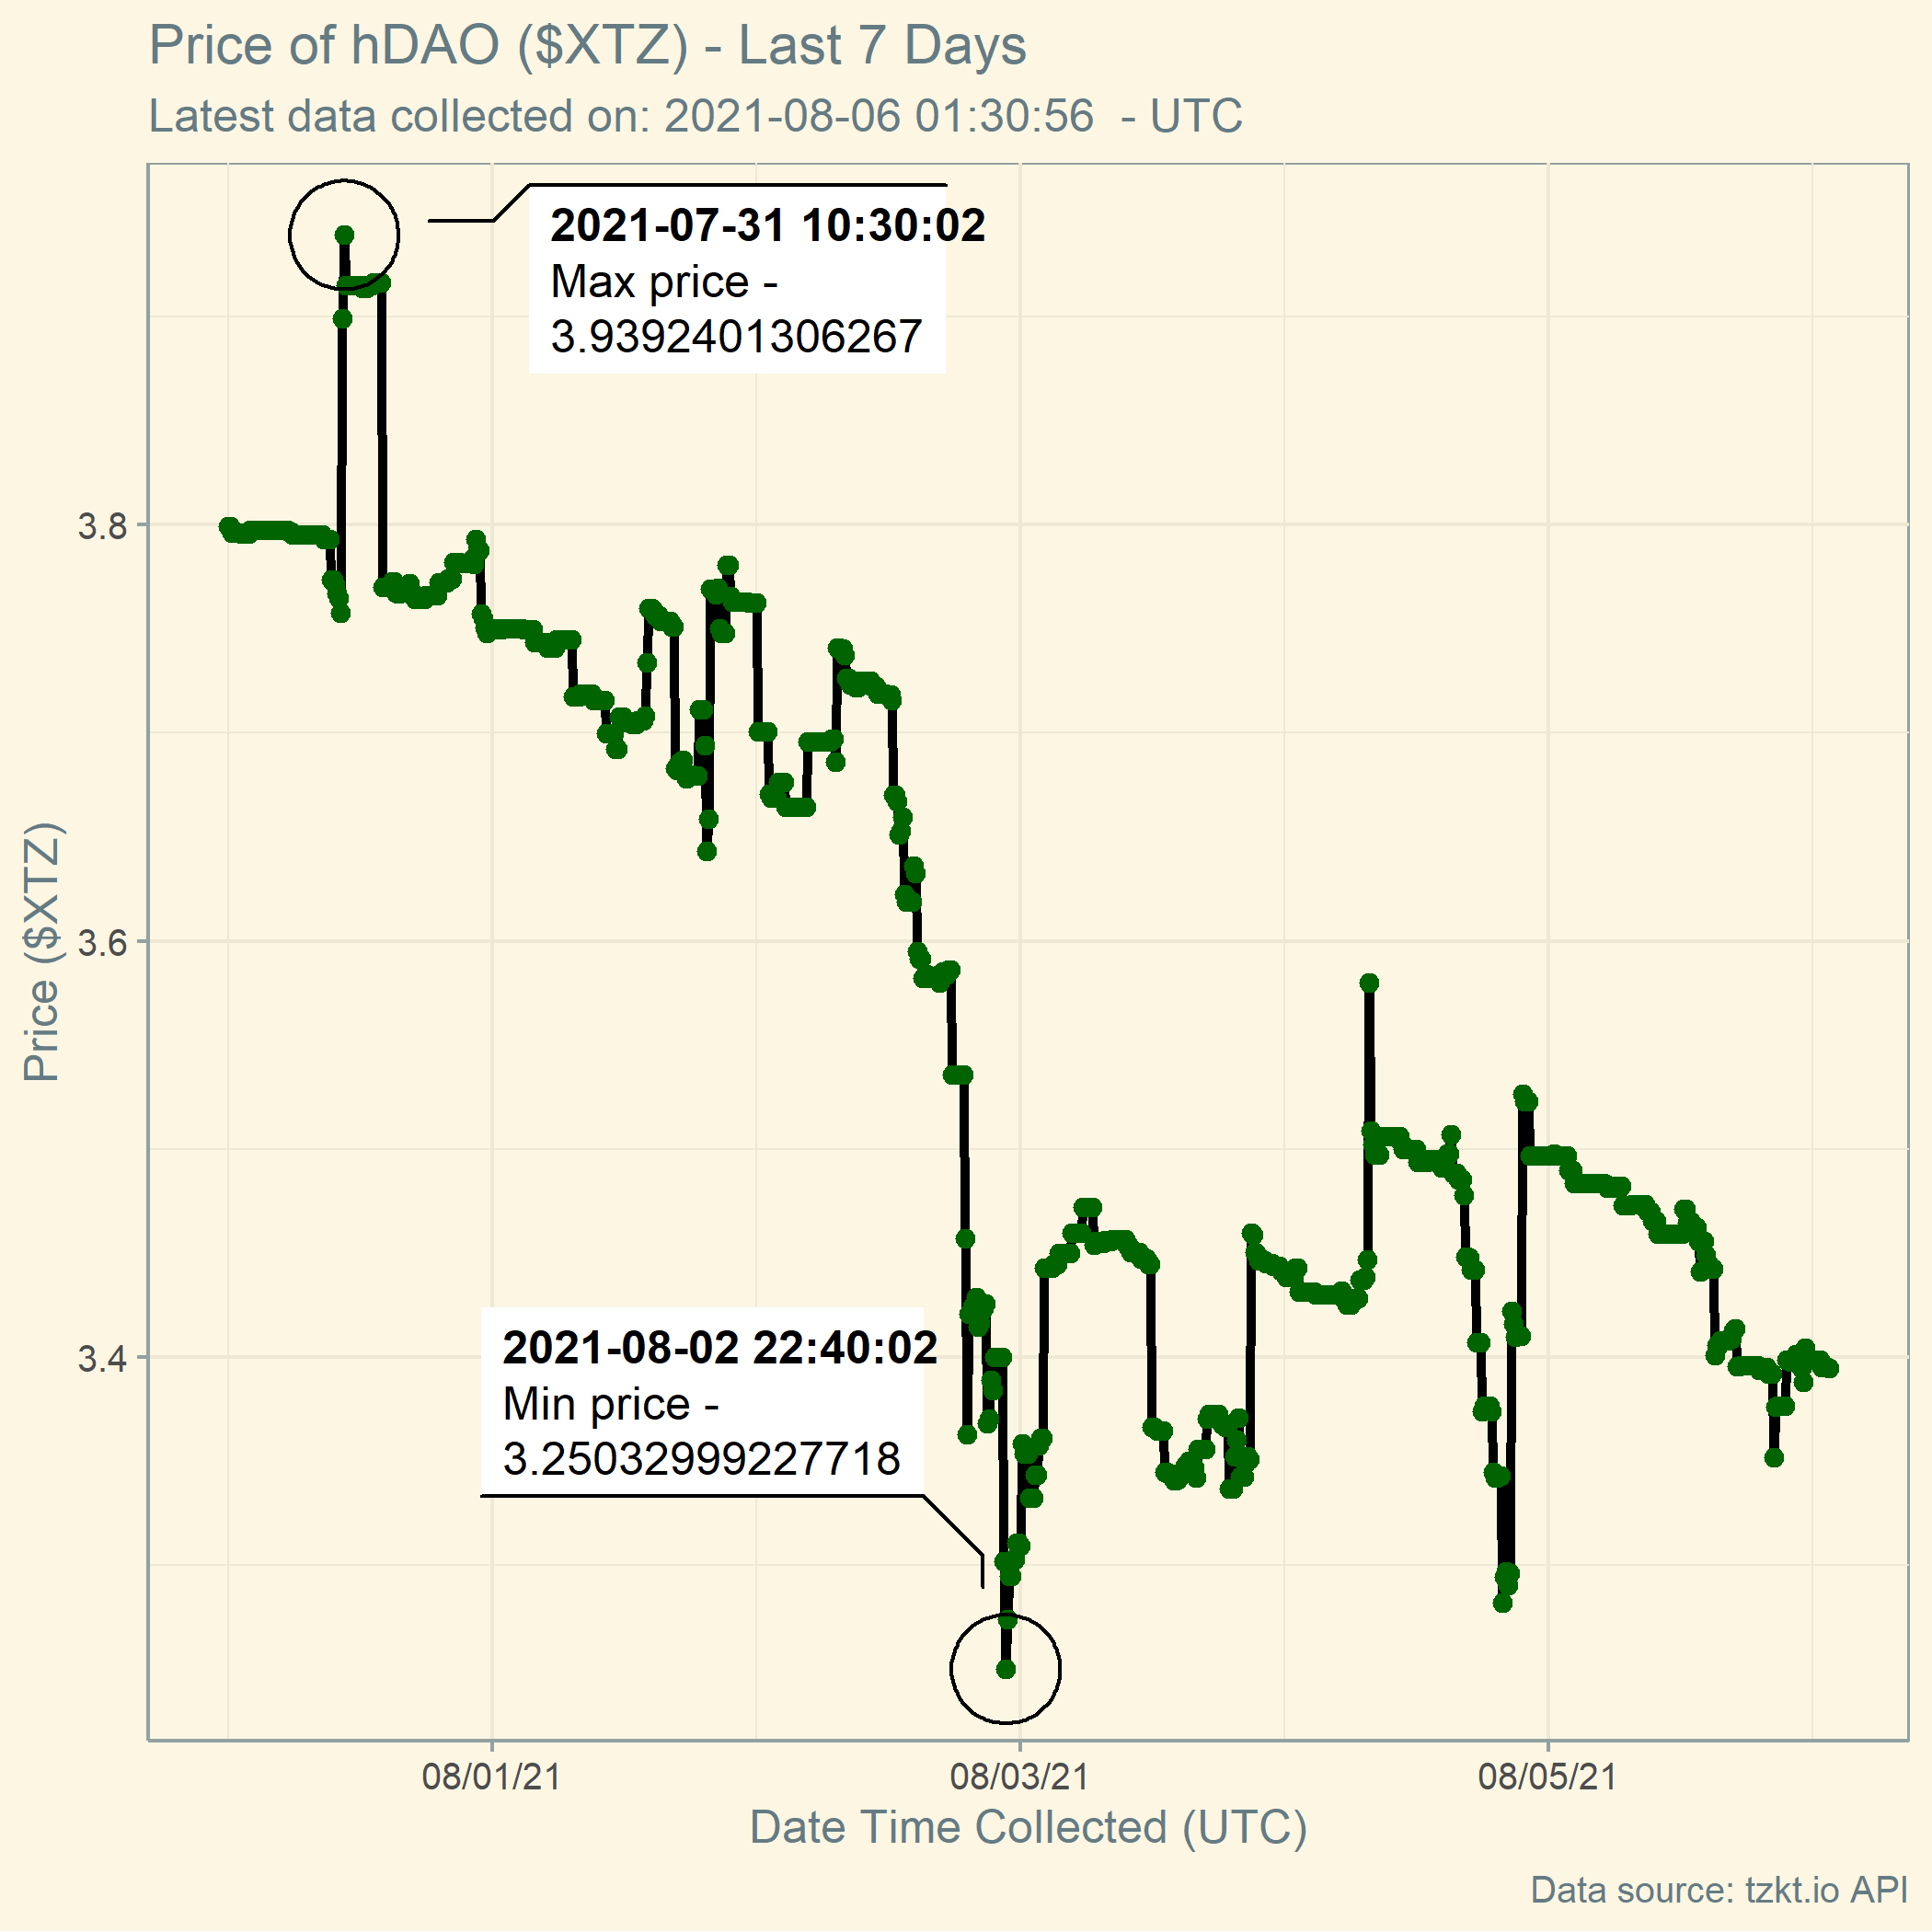 Price of hDAO ($XTZ) - Last 7 Days
Latest data collected on: 2021-08-06 01:30:56  - UTC
2021-07-31 10:30:02
Max price -
3.9392401306267
3.8
3.6
3.4
Price ($XTZ)
2021-08-02 22:40:02
Min price -
3.25032999227718
08/01/21
08/03/21
08/05/21
Date Time Collected (UTC)
Data source: tzkt.io API